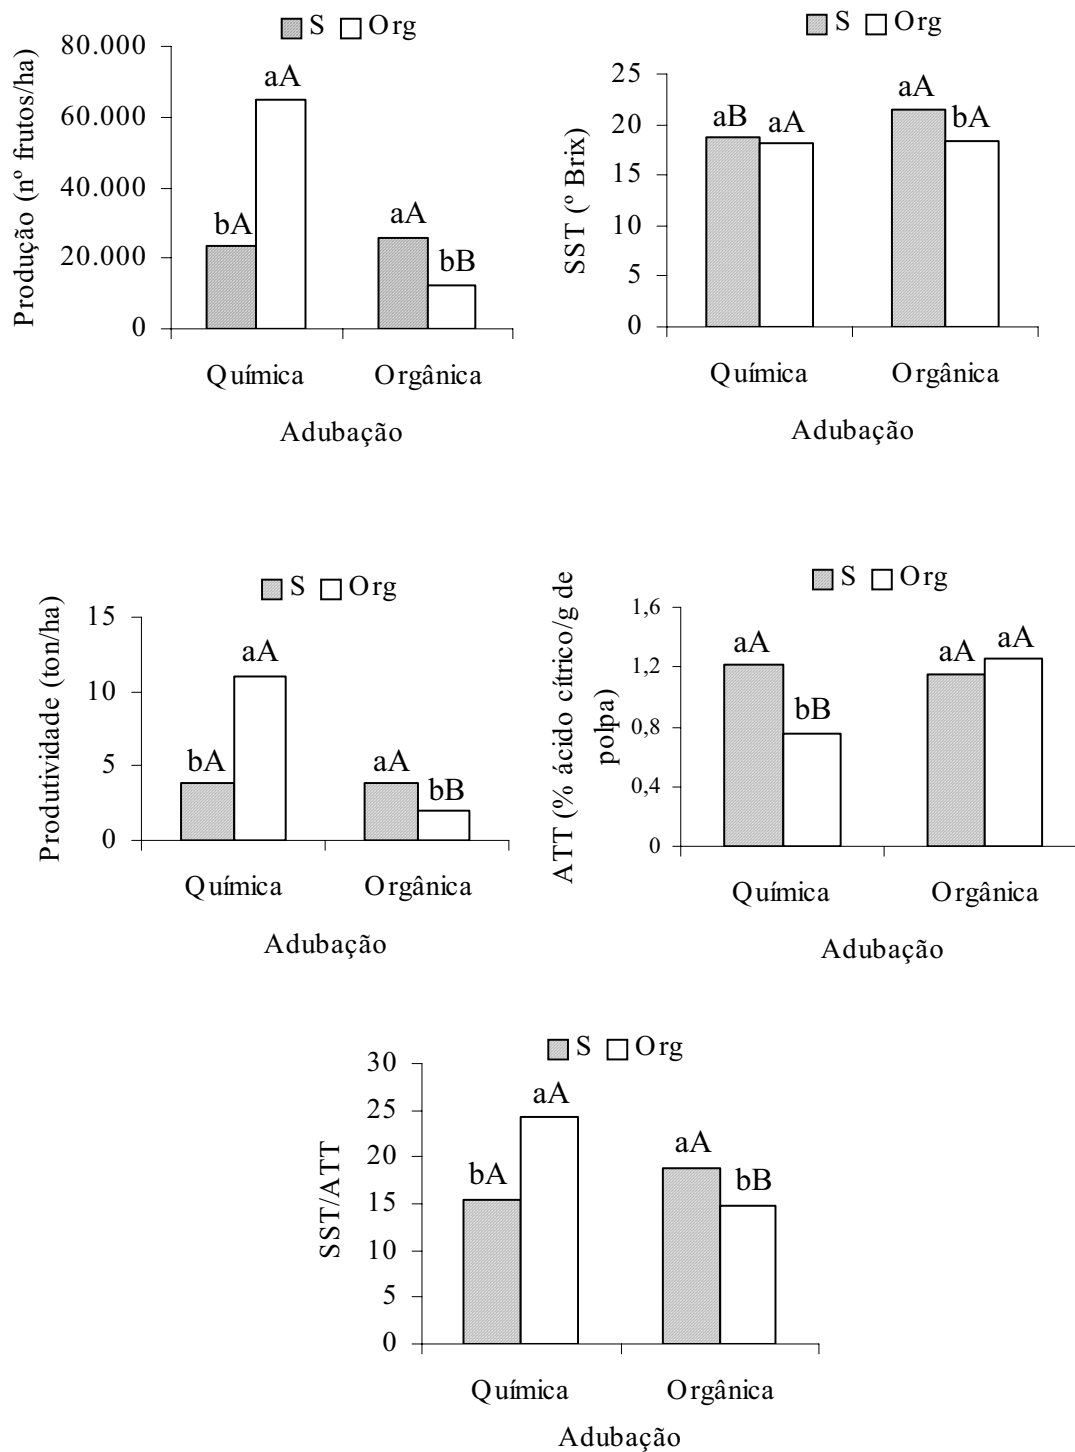 S Org
Produção (nº frutos/ha)
80.000
60.000
40.000
20.000
0
bA aA aA bB
Química Orgânica
Adubação
S Org
SST (º Brix)
25
20
15
10
5
0
aB aA aA bA
Química Orgânica
Adubação
S Org
Produtividade (ton/ha)
15
10
5
0
bA aA aA bB
Química Orgânica
Adubação
S Org
ATT (% ácido cítrico/g de
polpa)
1,6
1,2
0,8
0,4
0
aA bB aA aA
Química Orgânica
Adubação
S Org
SST/ATT
30
25
20
15
10
5
0
bA aA aA bB
Química Orgânica
Adubação